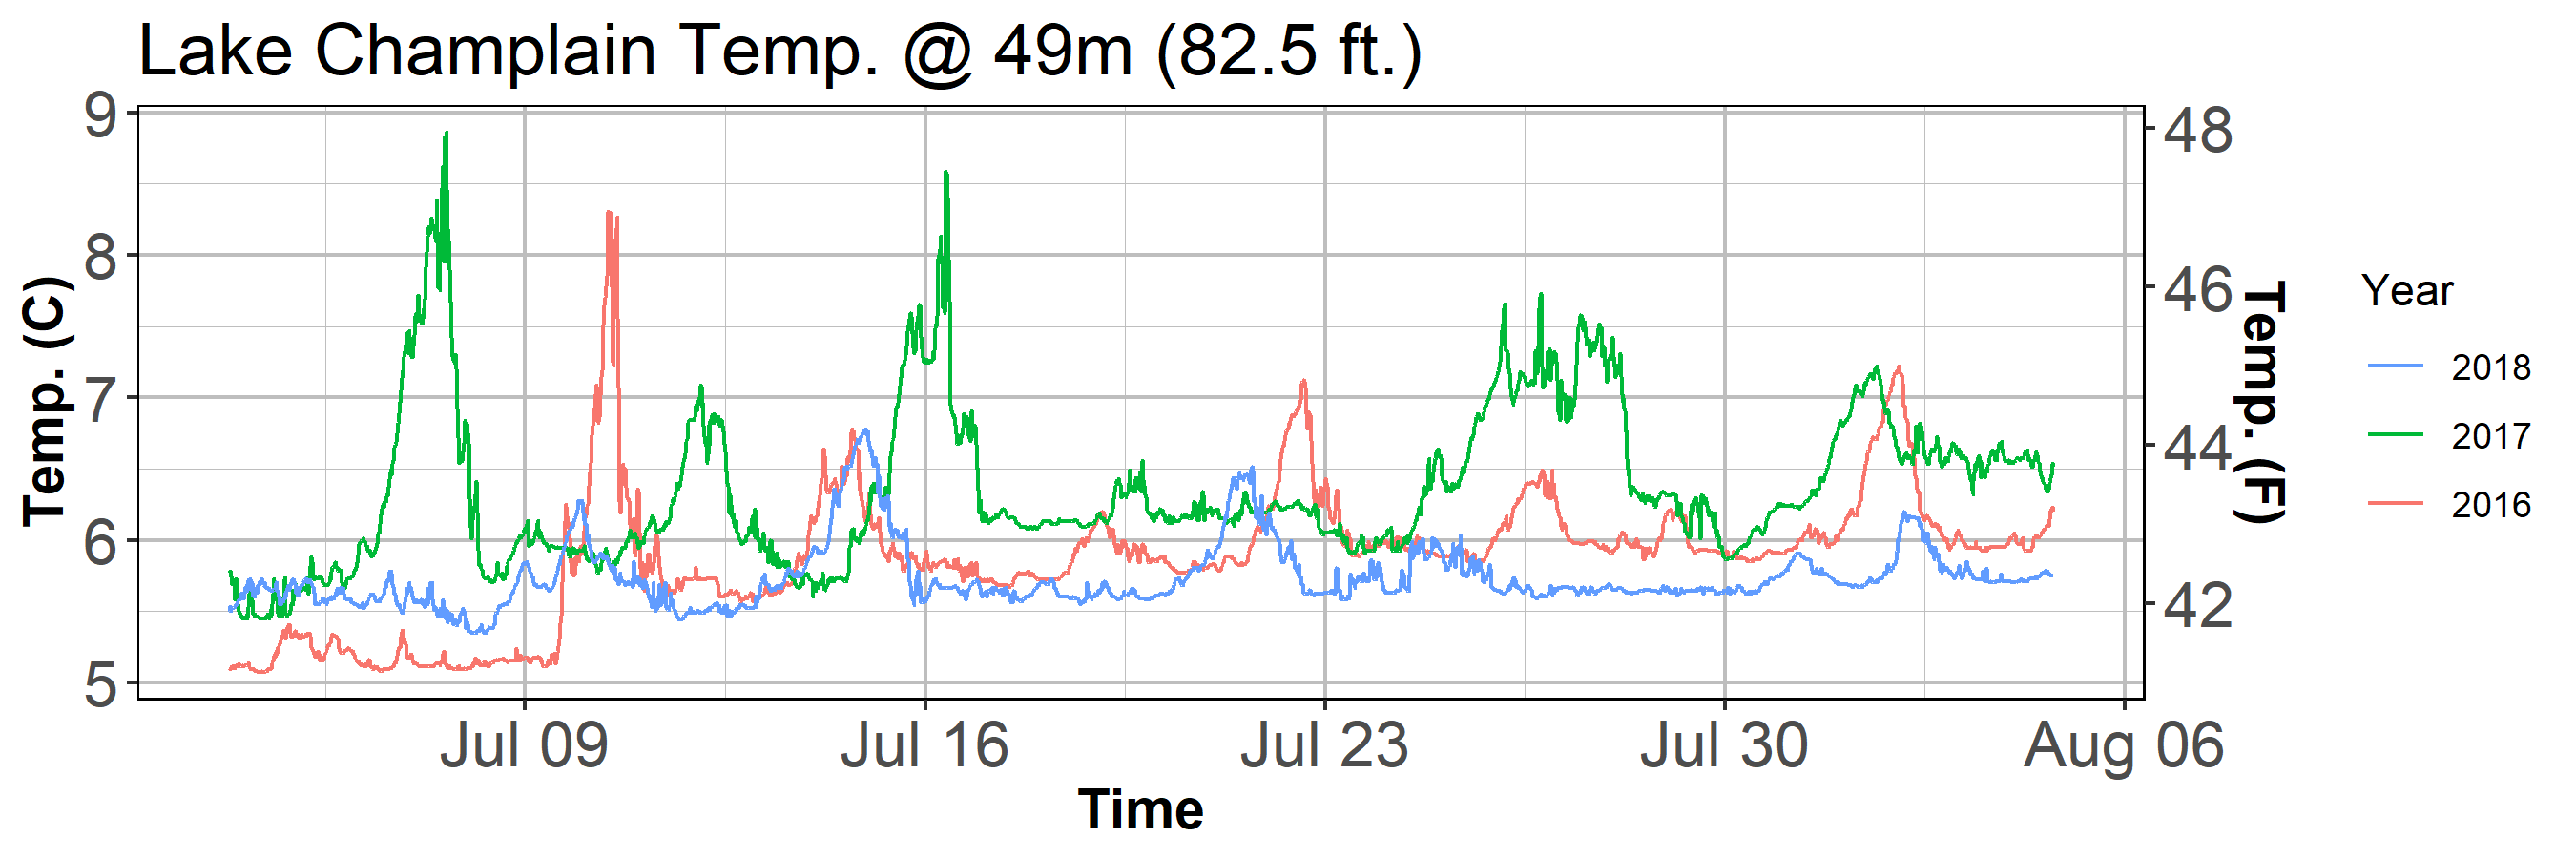 Lake Champlain Temp. @ 49m (82.5 ft.)
9
8
7
6
5
Temp. (C)
48
46
44
42
Temp. (F)
Jul 09
Jul 16
Jul 23
Jul 30
Aug 06
Time
Year
2018
2017
2016